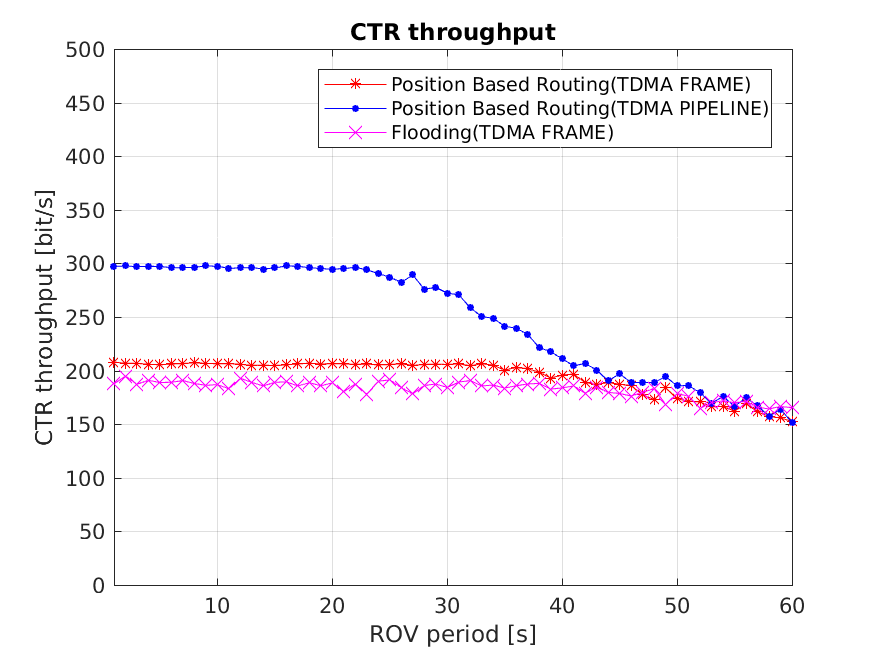 CTR throughput
500
450
400
350
300
250
200
150
100
50
0
CTR throughput [bit/s]
Position Based Routing(TDMA FRAME)
Position Based Routing(TDMA PIPELINE)
Flooding(TDMA FRAME)
10 20 30 40 50 60
ROV period [s]